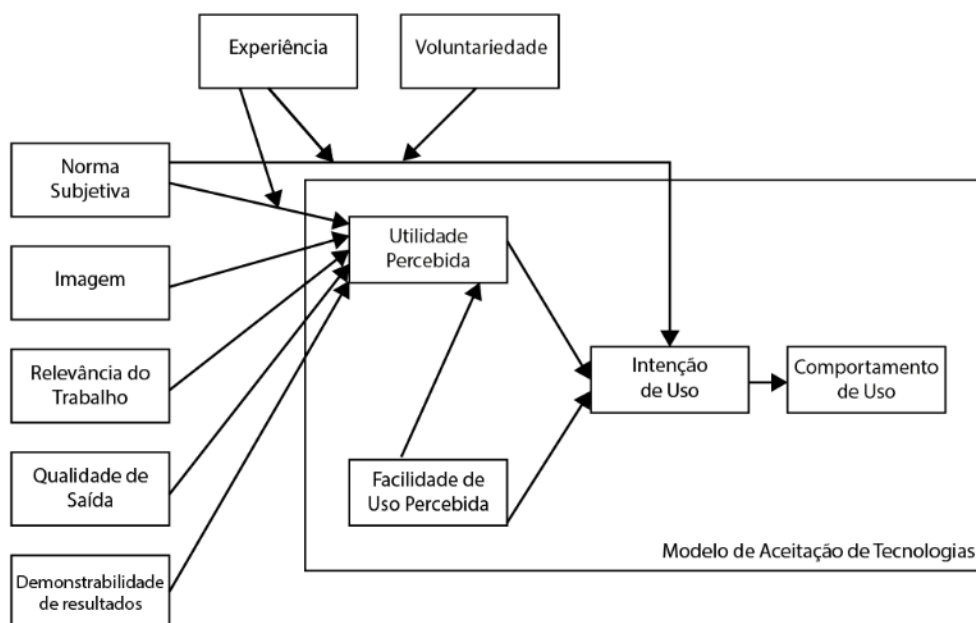 Experiência
Voluntariedade
Norma
Subjetiva
Utilidade
Percebida
Imagem
Relevância do
Trabalho
Intenção
de Uso
Comportamento
de Uso
Qualidade de
Saída
Facilidade de
Uso Percebida
Modelo de Aceitação de Tecnologias
Demonstrabilidade
de resultados